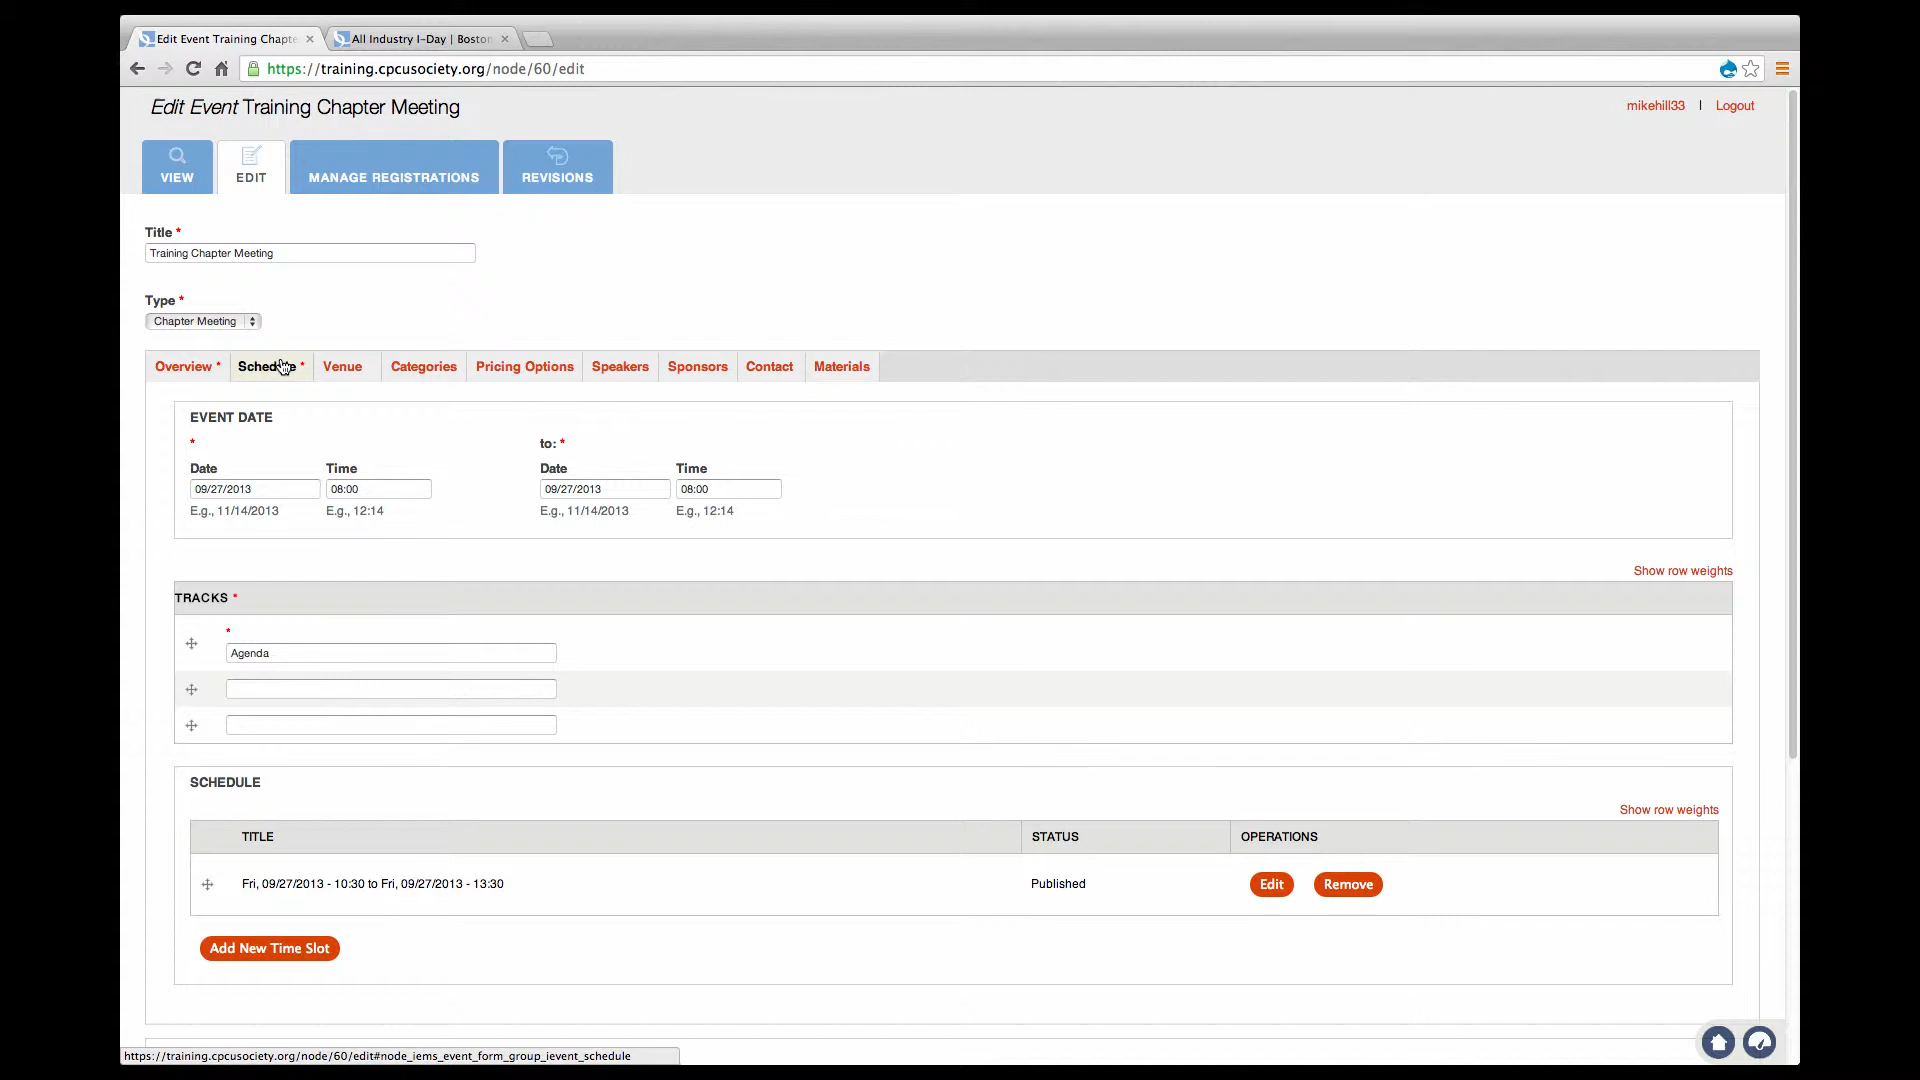 Edit Event Training Chapte
All Industry I-Day | Boston
https://training.cpcusociety.org/node/60/edit
Edit Event Training Chapter Meeting
mikehill33 | Logout
VIEW
EDIT
MANAGE REGISTRATIONS
REVISIONS
Title *
Training Chapter Meeting
Type *
Chapter Meeting
Overview * Schedule * Venue Categories Pricing Options Speakers Sponsors Contact Materials
EVENT DATE
* to: *
Date Time Date Time
09/27/2013 08:00 09/27/2013 08:00
E.g., 11/14/2013 E.g., 12:14 E.g., 11/14/2013 E.g., 12:14
Show row weights
TRACKS *
*
Agenda
SCHEDULE
Show row weights
TITLE STATUS OPERATIONS
Fri, 09/27/2013 - 10:30 to Fri, 09/27/2013 - 13:30 Published Edit Remove
Add New Time Slot
https://training.cpcusociety.org/node/60/edit#node_iems_event_form_group_ievent_schedule